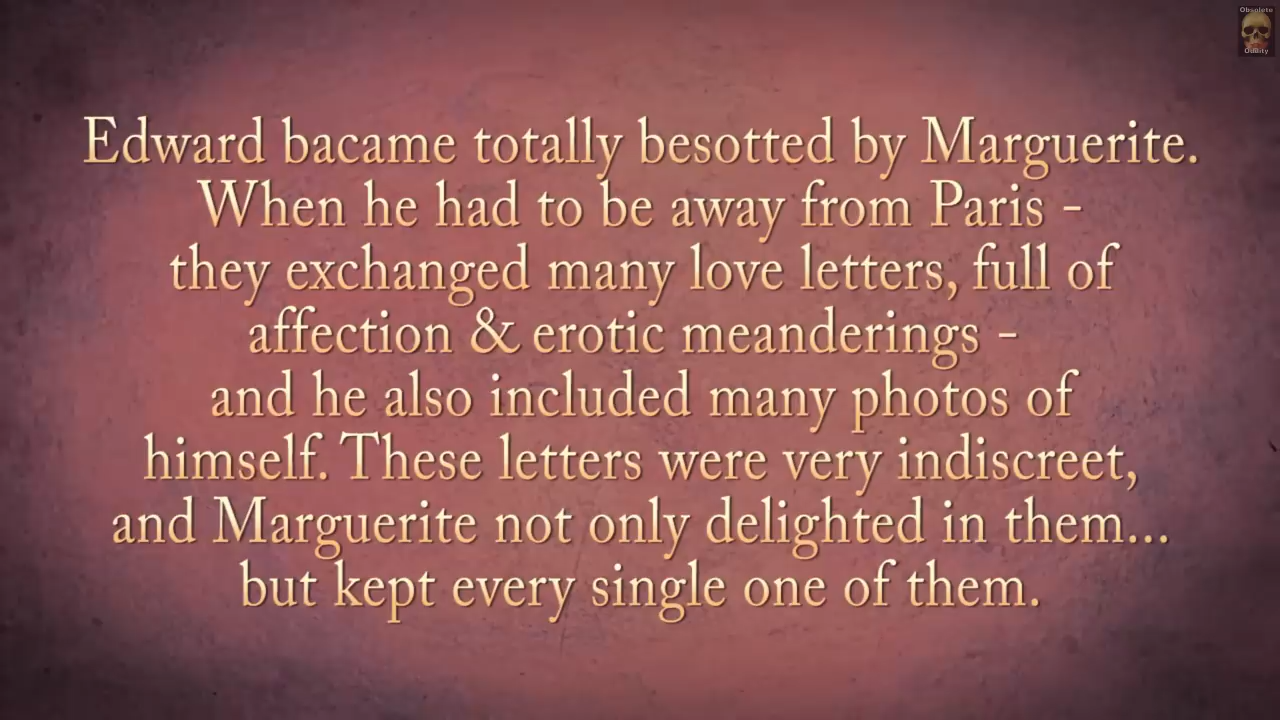 Obsolete
Oddity
Edward bacame totally besotted by Marguerite.
When he had to be away from Paris -
they exchanged many love letters, full of
affection & erotic meanderings -
and he also included many photos of
himself. These letters were very indiscreet,
and Marguerite not only delighted in them...
but kept every single one of them.